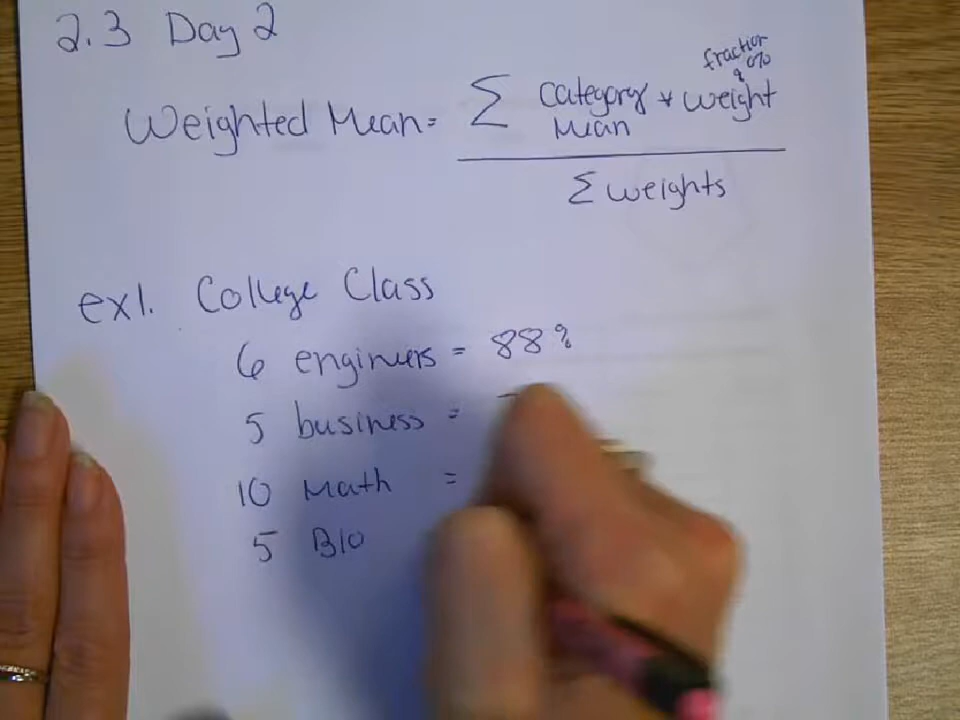 2.3 Day 2
fraction
%
Weighted Mean = Σ category * weight
Mean
Σ weights
ex1. College Class
6 enginers = 88%
5 business =
10 Math =
5 Bio